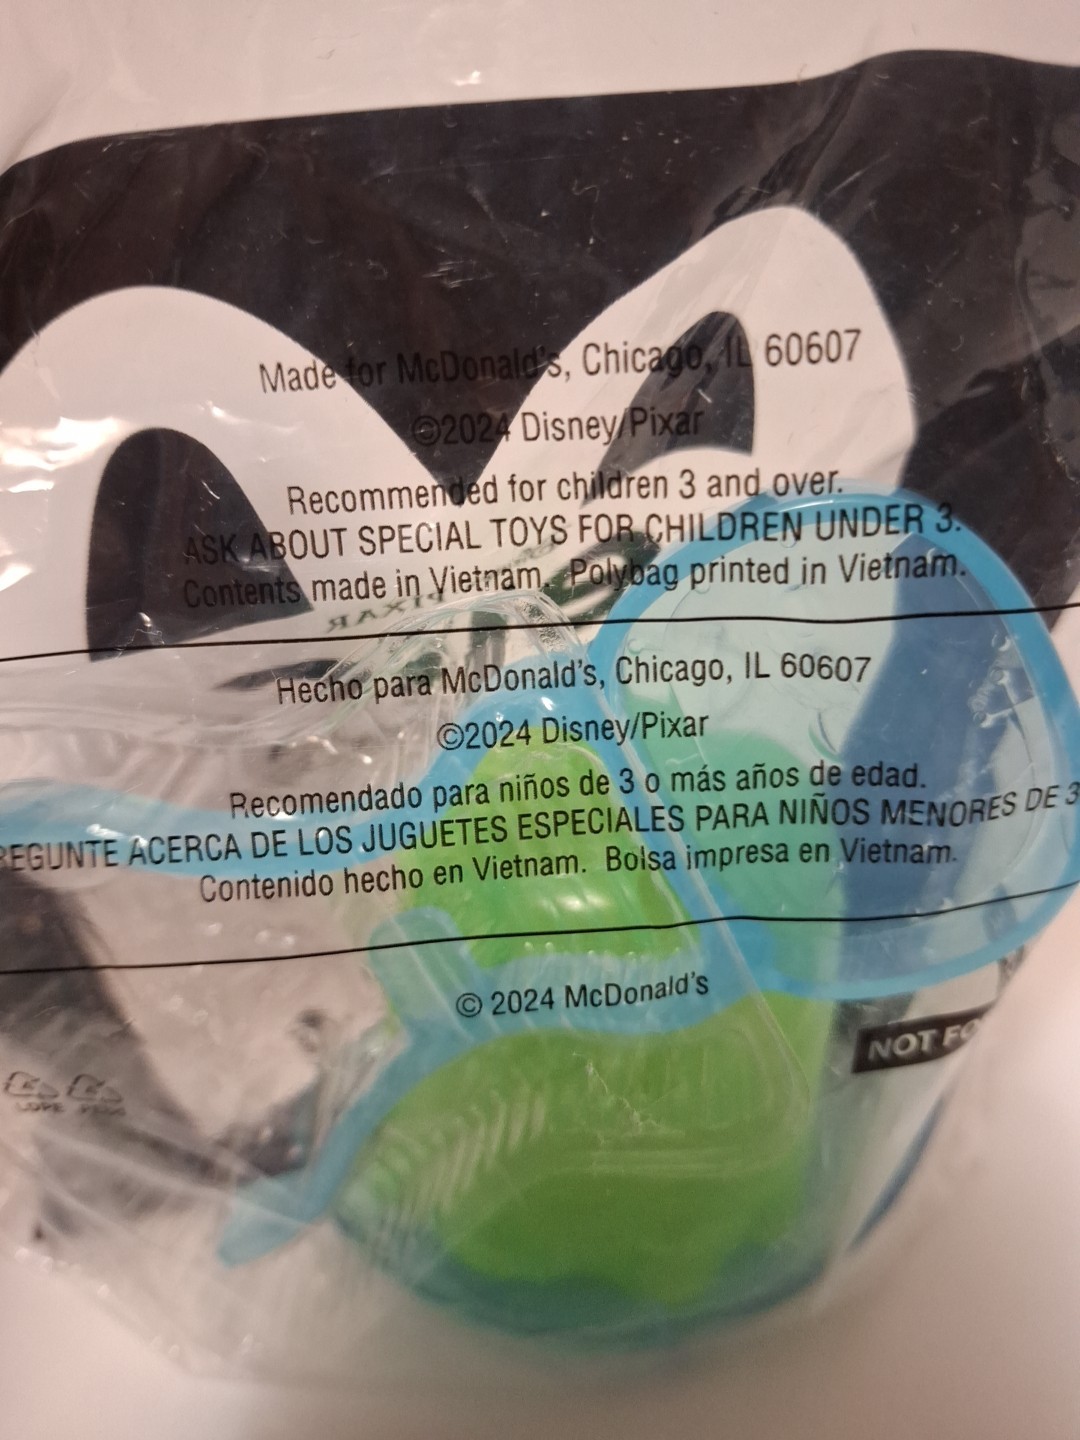 Made for McDonald's, Chicago, IL 60607
©2024 Disney/Pixar
Recommended for children 3 and over.
ASK ABOUT SPECIAL TOYS FOR CHILDREN UNDER 3.
Contents made in Vietnam. Polybag printed in Vietnam.
PIXAR
Hecho para McDonald's, Chicago, IL 60607
©2024 Disney/Pixar
Recomendado para niños de 3 o más años de edad.
REGUNTE ACERCA DE LOS JUGUETES ESPECIALES PARA NIÑOS MENORES DE 3
Contenido hecho en Vietnam. Bolsa impresa en Vietnam.
© 2024 McDonald's
NOT FO